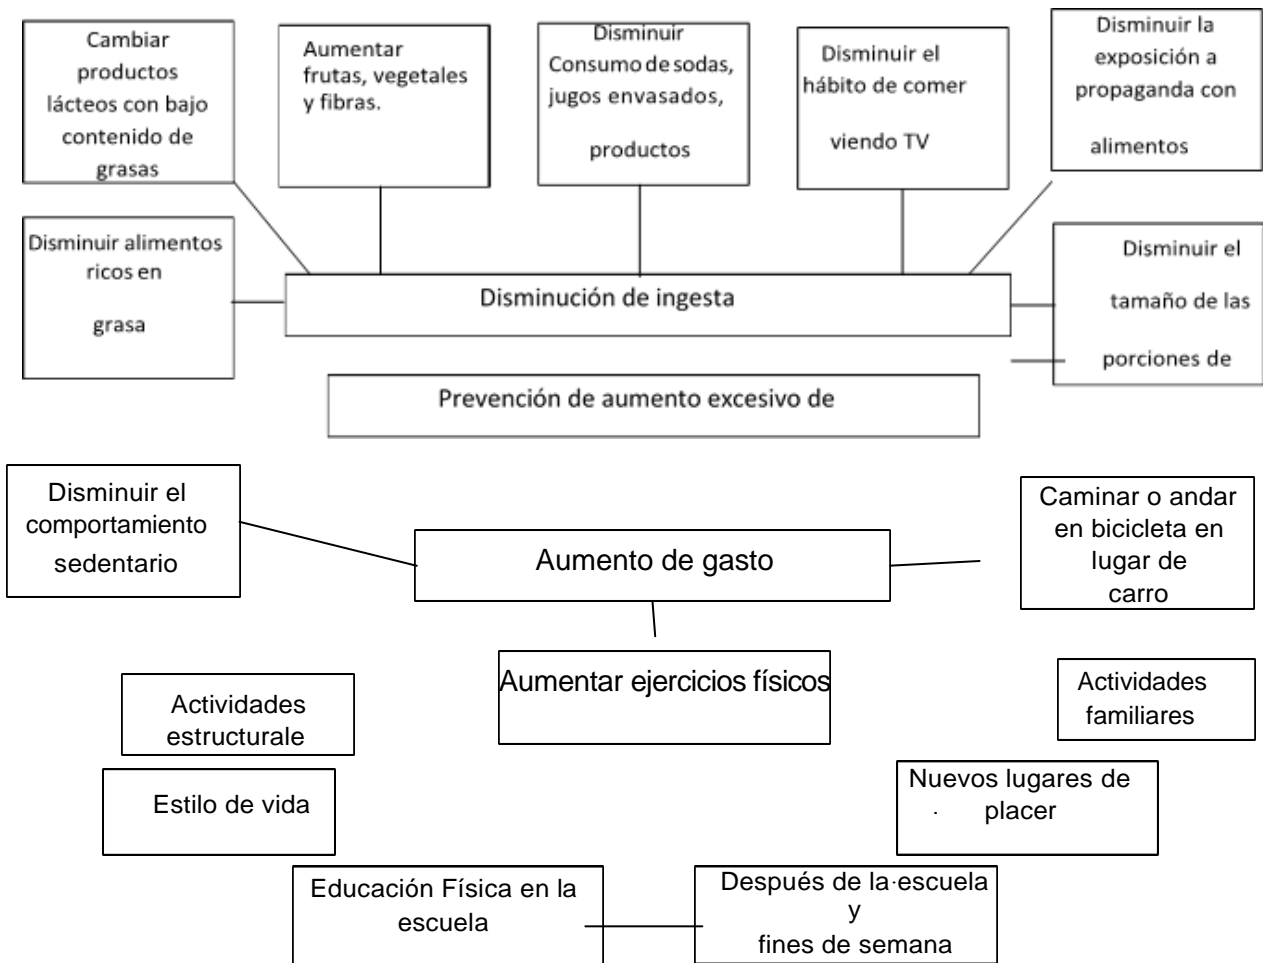 Cambiar
productos
lácteos con bajo
contenido de
grasas
Aumentar
frutas, vegetales
y fibras.
Disminuir
Consumo de sodas,
jugos envasados,
productos
Disminuir el
hábito de comer
viendo TV
Disminuir la
exposición a
propaganda con
alimentos
Disminuir alimentos
ricos en
grasa
Disminución de ingesta
Disminuir el
tamaño de las
porciones de
Prevención de aumento excesivo de
Disminuir el
comportamiento
sedentario
Aumento de gasto
Caminar o andar
en bicicleta en
lugar de
carro
Aumentar ejercicios físicos
Actividades
estructurale
Actividades
familiares
Estilo de vida
Nuevos lugares de
placer
Educación Física en la
escuela
Después de la escuela
y
fines de semana